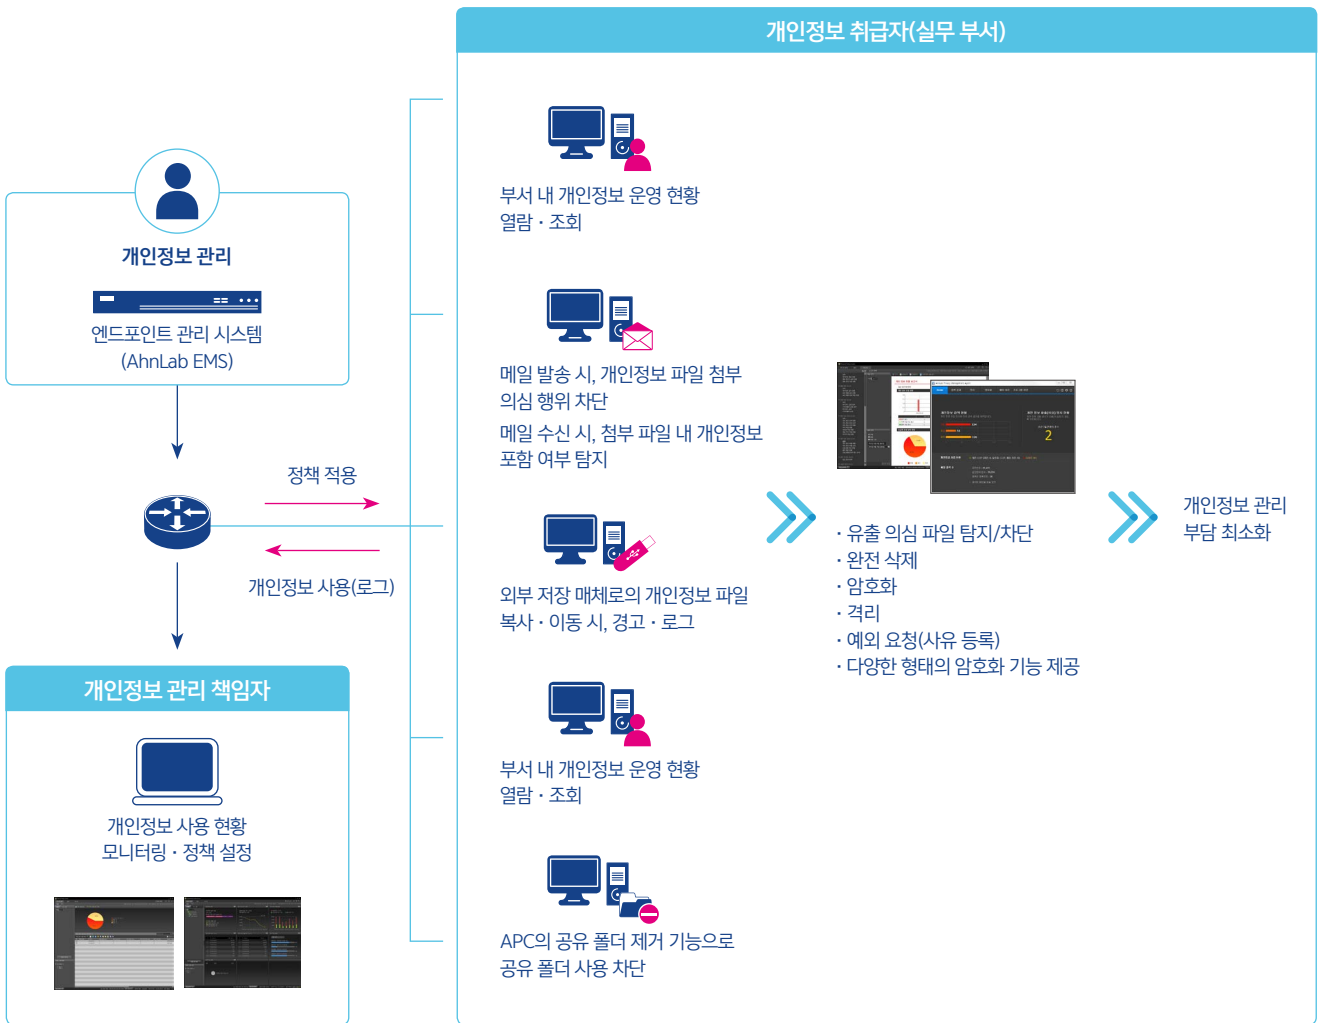 개인정보 취급자(실무 부서)
개인정보 관리
엔드포인트 관리 시스템
(AhnLab EMS)
정책 적용
개인정보 사용(로그)
개인정보 관리 책임자
개인정보 사용 현황
모니터링 · 정책 설정
부서 내 개인정보 운영 현황
열람 · 조회
메일 발송 시, 개인정보 파일 첨부
의심 행위 차단
메일 수신 시, 첨부 파일 내 개인정보
포함 여부 탐지
외부 저장 매체로의 개인정보 파일
복사 · 이동 시, 경고 · 로그
부서 내 개인정보 운영 현황
열람 · 조회
APC의 공유 폴더 제거 기능으로
공유 폴더 사용 차단
2
· 유출 의심 파일 탐지/차단
· 완전 삭제
· 암호화
· 격리
· 예외 요청(사유 등록)
· 다양한 형태의 암호화 기능 제공
개인정보 관리
부담 최소화